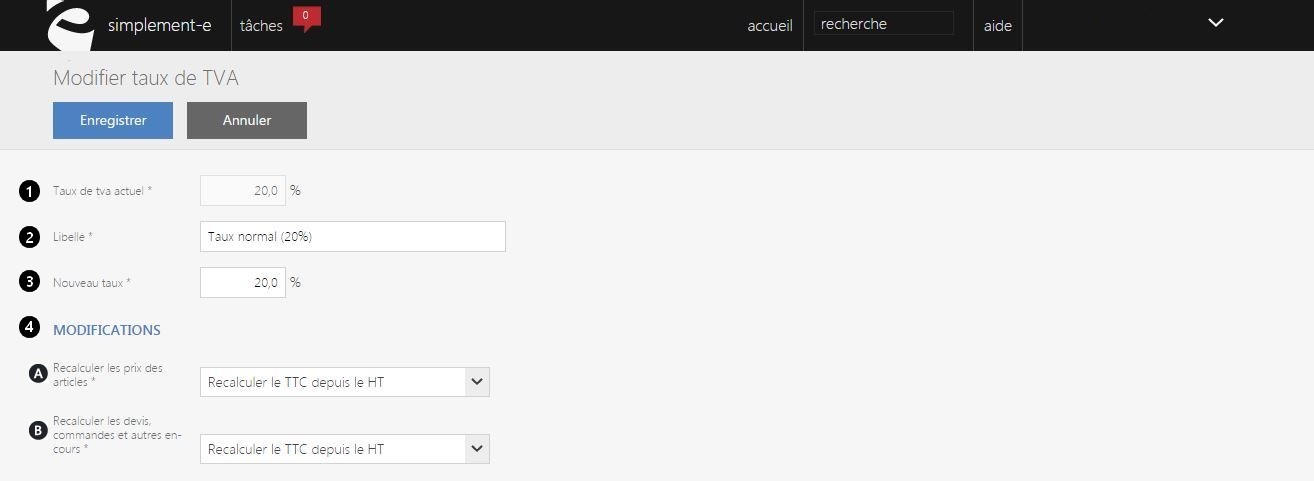 simplement-e tâches 0 accueil recherche aide
Modifier taux de TVA
Enregistrer Annuler
1 Taux de tva actuel * 20,0 %
2 Libellé * Taux normal (20%)
3 Nouveau taux * 20,0 %
4 MODIFICATIONS
A Recalculer les prix des
articles *
Recalculer le TTC depuis le HT
B Recalculer les devis,
commandes et autres en-
cours *
Recalculer le TTC depuis le HT